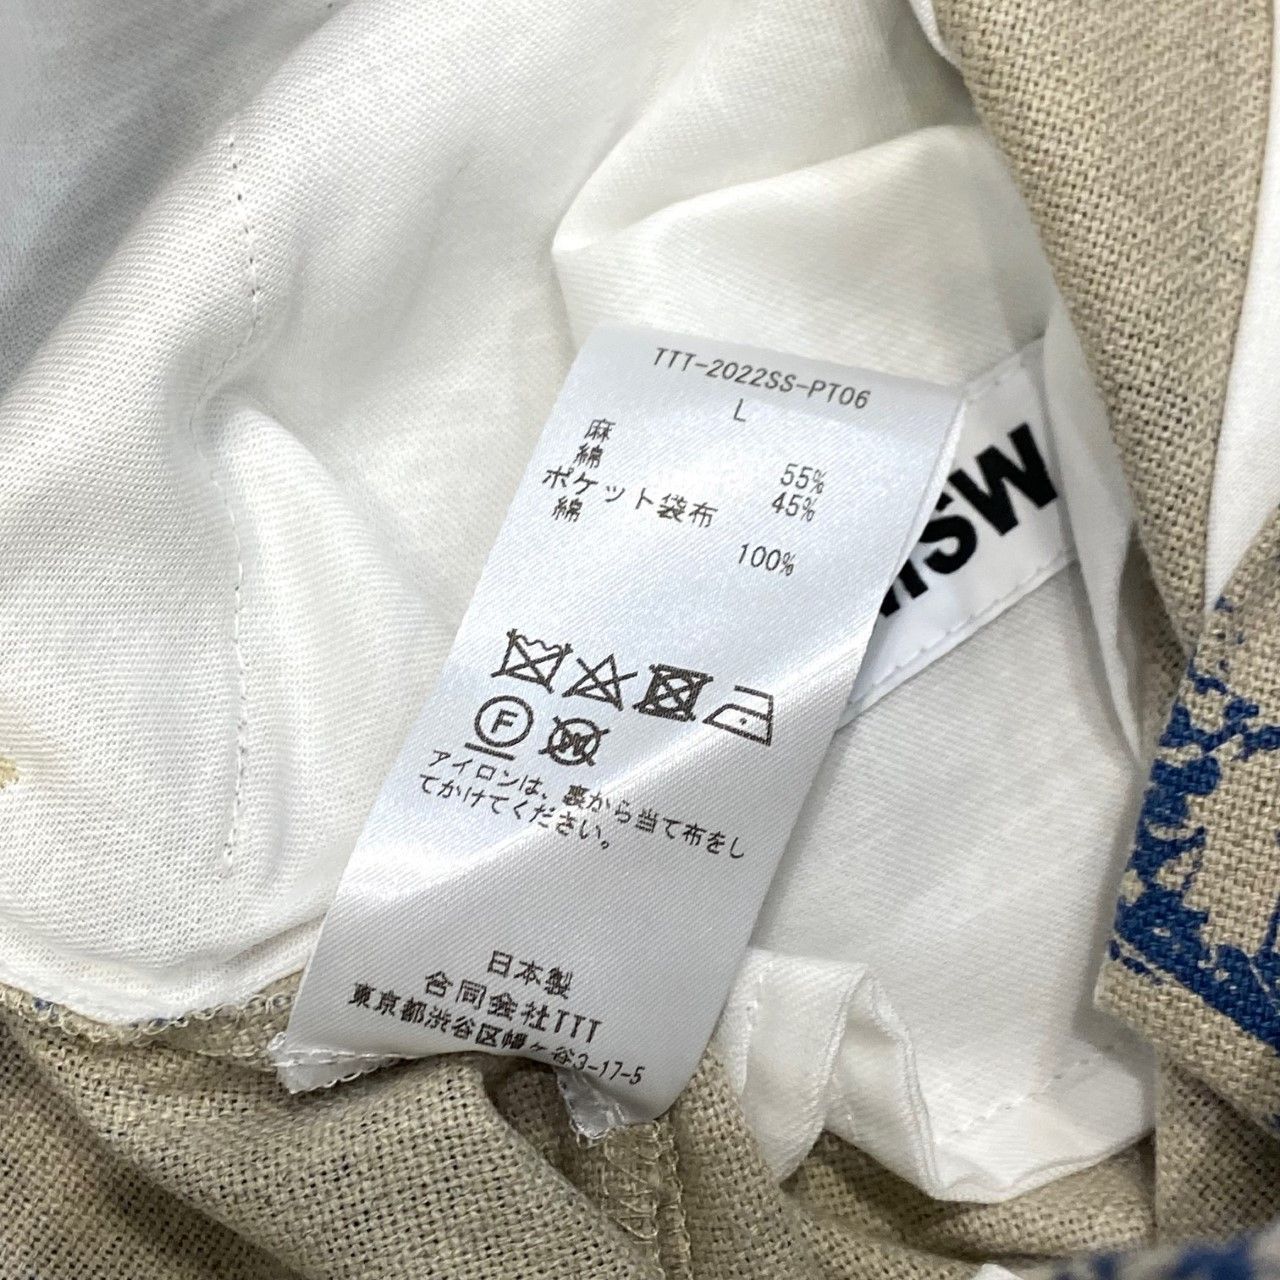 TTT-2022SS-PT06
L
麻 55%
綿 45%
ポケット袋布
綿 100%
F
W
アイロンは、裏から当て布をし
てかけてください。
日本製
合同会社TTT
東京都渋谷区幡ヶ谷3-17-5
MSW